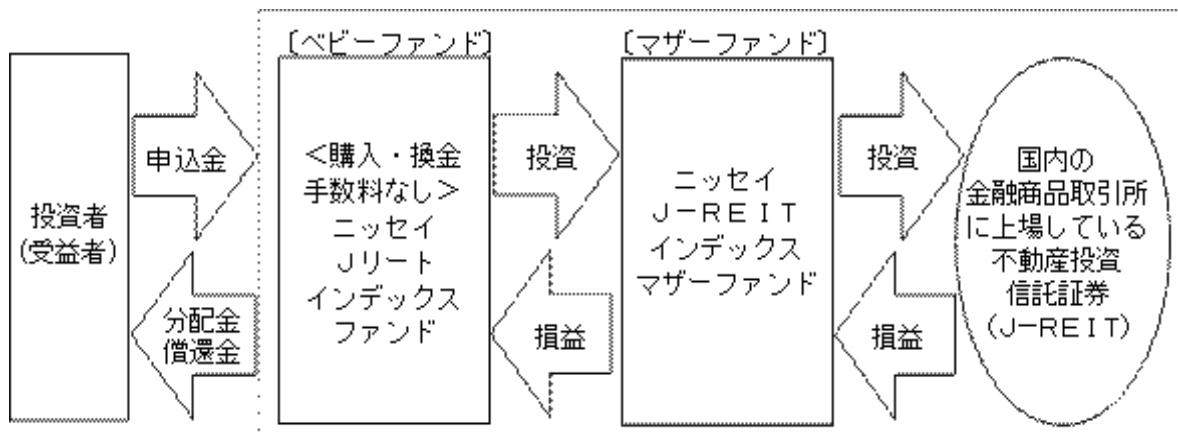 〔ベビーファンド〕
〔マザーファンド〕
投資者
(受益者)
申込金
分配金
償還金
＜購入・換金
手数料なし＞
ニッセイ
Ｊリート
インデックス
ファンド
投資
損益
ニッセイ
Ｊ－ＲＥＩＴ
インデックス
マザーファンド
投資
損益
国内の
金融商品取引所
に上場している
不動産投資
信託証券
(Ｊ－ＲＥＩＴ)